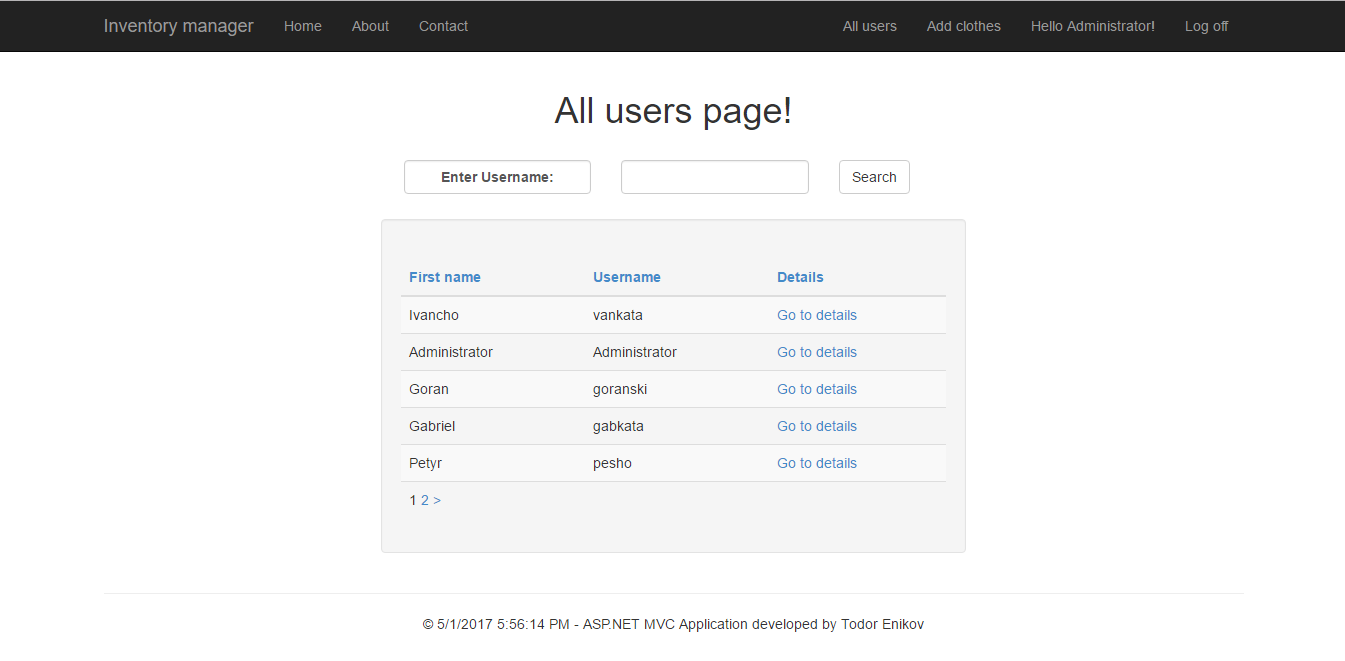 Inventory manager Home About Contact All users Add clothes Hello Administrator! Log off
All users page!
Enter Username: Search
First name Username Details
Ivancho vankata Go to details
Administrator Administrator Go to details
Goran goranski Go to details
Gabriel gabkata Go to details
Petyr pesho Go to details
1 2 >
© 5/1/2017 5:56:14 PM - ASP.NET MVC Application developed by Todor Enikov